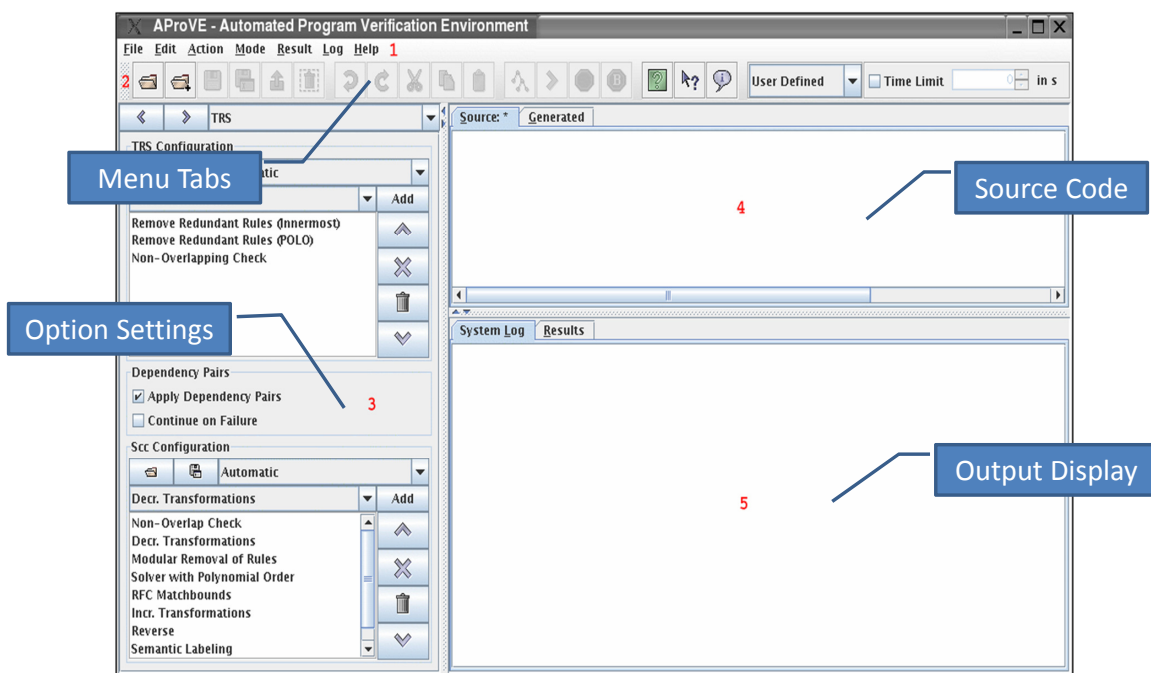 AProVE - Automated Program Verification Environment
File Edit Action Mode Result Log Help 1
2
User Defined
Time Limit
0
in s
TRS
TRS Configuration
Menu Tabs
Add
Remove Redundant Rules (Innermost)
Remove Redundant Rules (POLO)
Non-Overlapping Check
Option Settings
Dependency Pairs
Apply Dependency Pairs
Continue on Failure
3
Scc Configuration
Automatic
Decr. Transformations
Add
Non-Overlap Check
Decr. Transformations
Modular Removal of Rules
Solver with Polynomial Order
RFC Matchbounds
Incr. Transformations
Reverse
Semantic Labeling
Source: * Generated
4
Source Code
System Log Results
5
Output Display